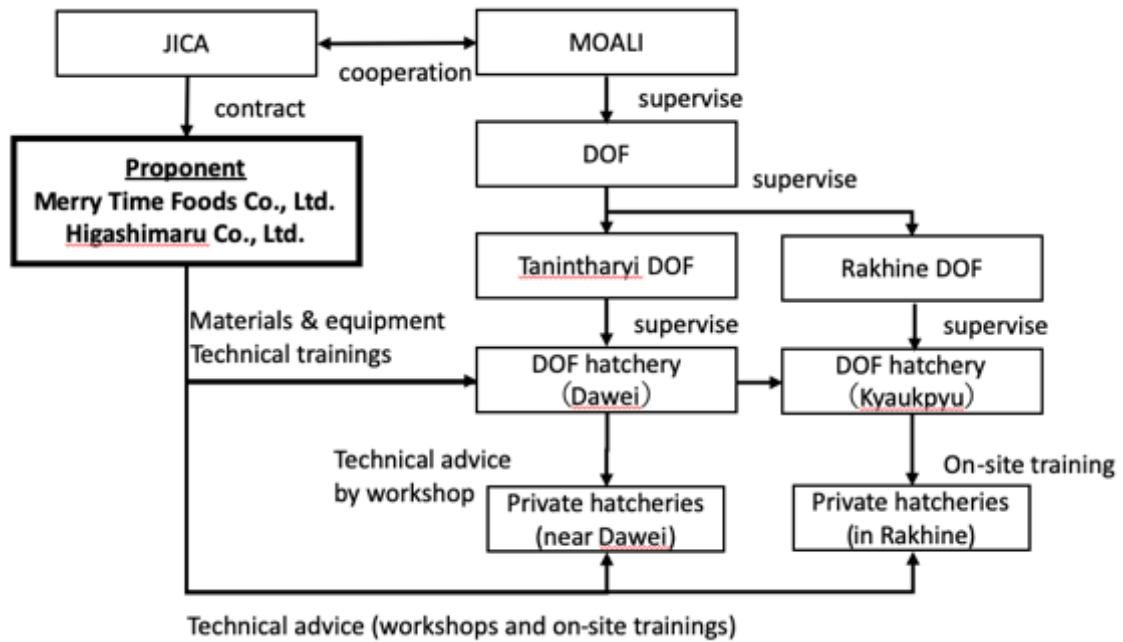 JICA
MOALI
cooperation
contract
supervise
Proponent
Merry Time Foods Co., Ltd.
Higashimaru Co., Ltd.
DOF
supervise
Tanintharyi DOF
Rakhine DOF
Materials & equipment
Technical trainings
supervise
supervise
DOF hatchery
（Dawei）
DOF hatchery
（Kyaukpyu）
Technical advice
by workshop
On-site training
Private hatcheries
(near Dawei)
Private hatcheries
(in Rakhine)
Technical advice (workshops and on-site trainings)